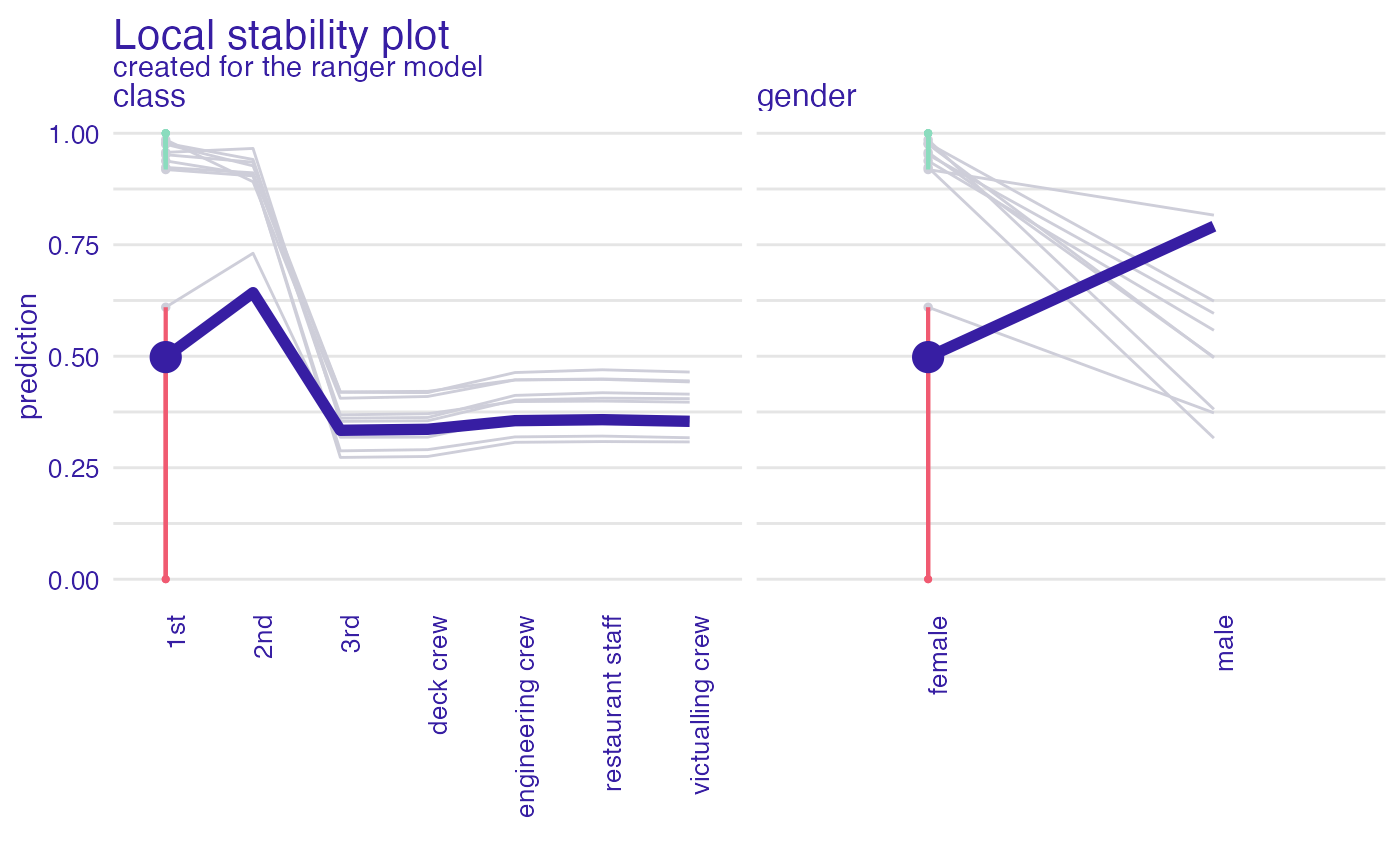 Local stability plot
created for the ranger model
class
gender
prediction
1.00
0.75
0.50
0.25
0.00
1st
2nd
3rd
deck crew
engineering crew
restaurant staff
victualling crew
female
male